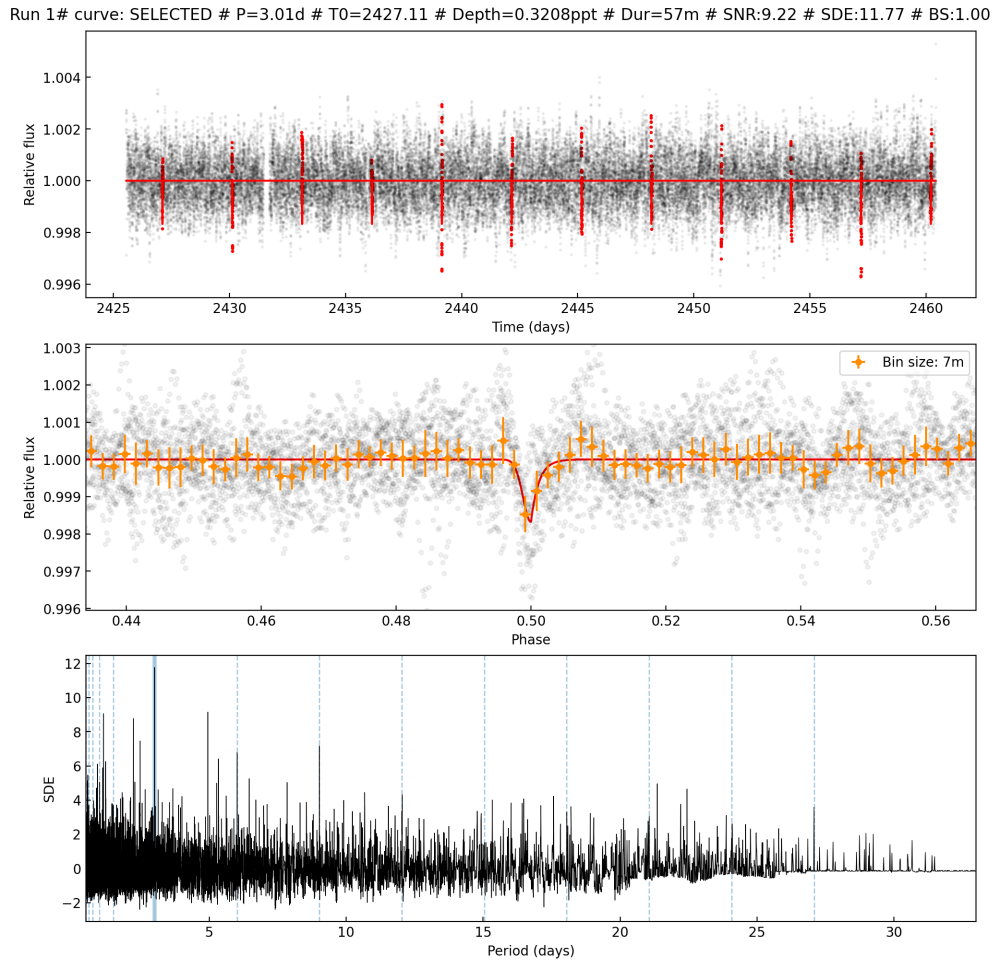 Run 1# curve: SELECTED # P=3.01d # T0=2427.11 # Depth=0.3208ppt # Dur=57m # SNR:9.22 # SDE:11.77 # BS:1.00
1.004
1.002
1.000
0.998
0.996
Relative flux
2425 2430 2435 2440 2445 2450 2455 2460
Time (days)
Bin size: 7m
1.003
1.002
1.001
1.000
0.999
0.998
0.997
0.996
Relative flux
0.44 0.46 0.48 0.50 0.52 0.54 0.56
Phase
12
10
8
6
4
2
0
−2
SDE
5 10 15 20 25 30
Period (days)